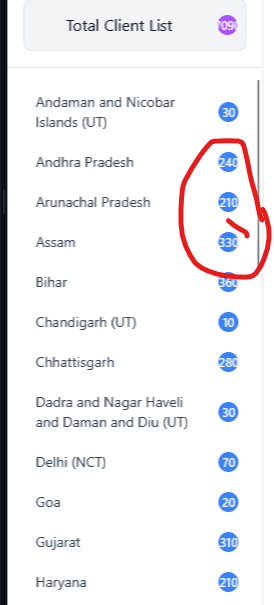 Total Client List 7090
Andaman and Nicobar
Islands (UT) 30
Andhra Pradesh 240
Arunachal Pradesh 210
Assam 330
Bihar 360
Chandigarh (UT) 10
Chhattisgarh 280
Dadra and Nagar Haveli
and Daman and Diu (UT) 30
Delhi (NCT) 70
Goa 20
Gujarat 310
Haryana 210